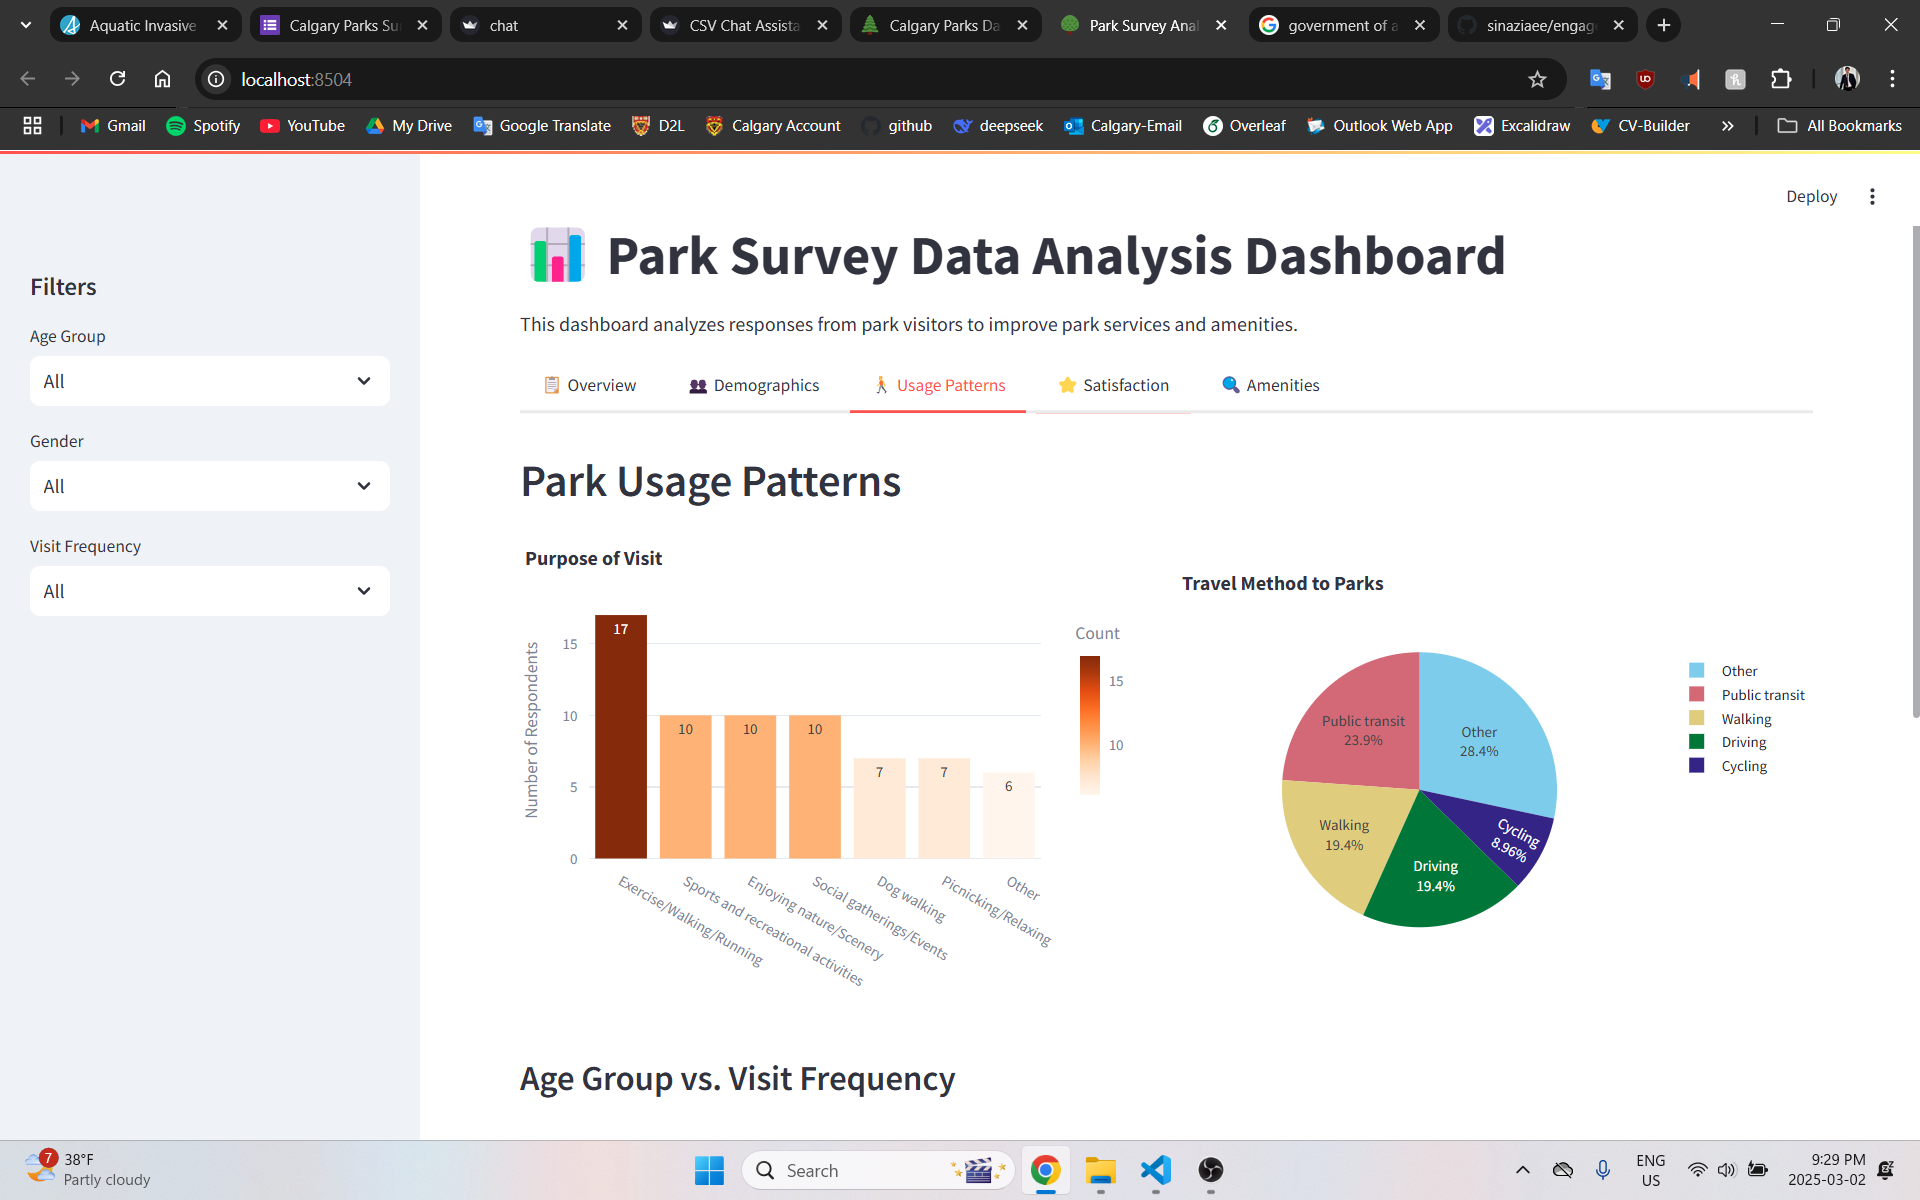 Aquatic Invasive
Calgary Parks Su
chat
CSV Chat Assista
Calgary Parks Da
Park Survey Anal
government of a
sinaziaee/engag
localhost:8504
Gmail
Spotify
YouTube
My Drive
Google Translate
D2L
Calgary Account
github
deepseek
Calgary-Email
Overleaf
Outlook Web App
Excalidraw
CV-Builder
All Bookmarks
Deploy
Filters
Age Group
All
Gender
All
Visit Frequency
All
Park Survey Data Analysis Dashboard
This dashboard analyzes responses from park visitors to improve park services and amenities.
Overview
Demographics
Usage Patterns
Satisfaction
Amenities
Park Usage Patterns
Purpose of Visit
Number of Respondents
15
10
5
0
17
10
10
10
7
7
6
Exercise/Walking/Running
Sports and recreational activities
Enjoying nature/Scenery
Social gatherings/Events
Dog walking
Picnicking/Relaxing
Other
Count
15
10
Travel Method to Parks
Public transit
23.9%
Other
28.4%
Walking
19.4%
Driving
19.4%
Cycling
8.96%
Other
Public transit
Walking
Driving
Cycling
Age Group vs. Visit Frequency
7
38°F
Partly cloudy
Search
ENG
US
9:29 PM
2025-03-02